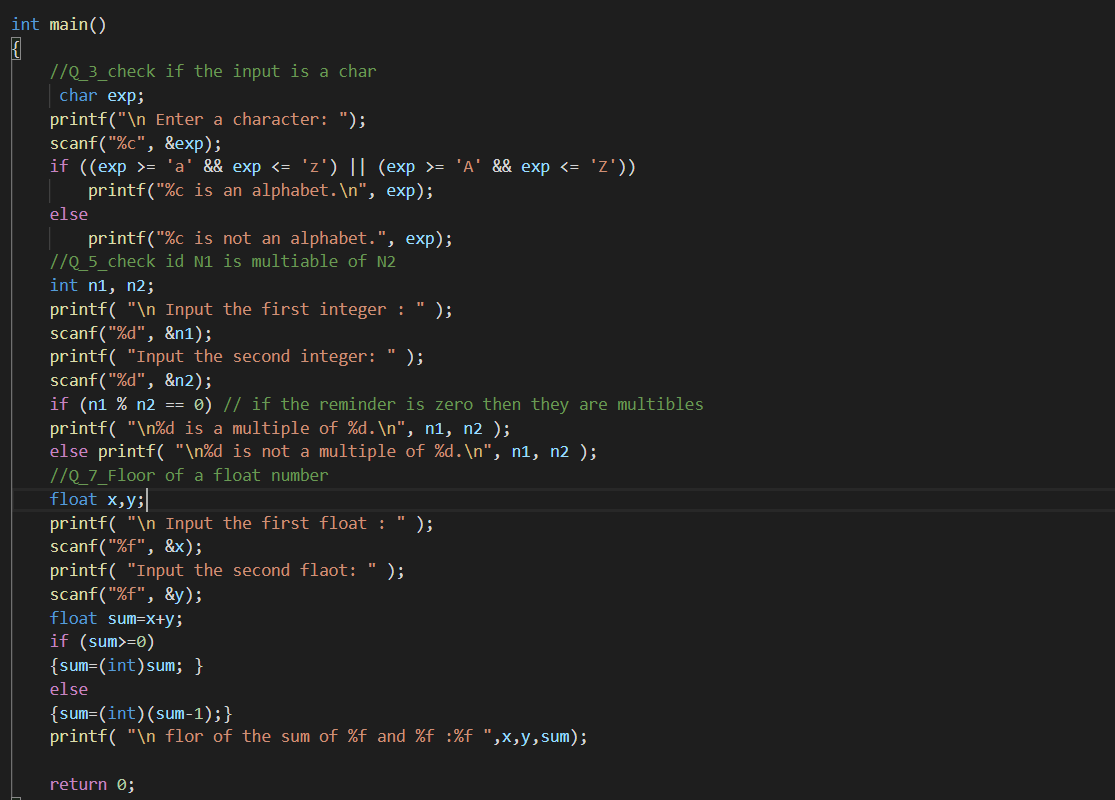 int main()
{
    //Q_3_check if the input is a char
     char exp;
    printf("\n Enter a character: ");
    scanf("%c", &exp);
    if ((exp >= 'a' && exp <= 'z') || (exp >= 'A' && exp <= 'Z'))
        printf("%c is an alphabet.\n", exp);
    else
        printf("%c is not an alphabet.", exp);
    //Q_5_check id N1 is multiable of N2
    int n1, n2;
    printf( "\n Input the first integer : " );
    scanf("%d", &n1);
    printf( "Input the second integer: " );
    scanf("%d", &n2);
    if (n1 % n2 == 0) // if the reminder is zero then they are multibles
    printf( "\n%d is a multiple of %d.\n", n1, n2 );
    else printf( "\n%d is not a multiple of %d.\n", n1, n2 );
    //Q_7_Floor of a float number
    float x,y;
    printf( "\n Input the first float : " );
    scanf("%f", &x);
    printf( "Input the second flaot: " );
    scanf("%f", &y);
    float sum=x+y;
    if (sum>=0)
    {sum=(int)sum; }
    else
    {sum=(int)(sum-1);}
    printf( "\n flor of the sum of %f and %f :%f ",x,y,sum);
    return 0;